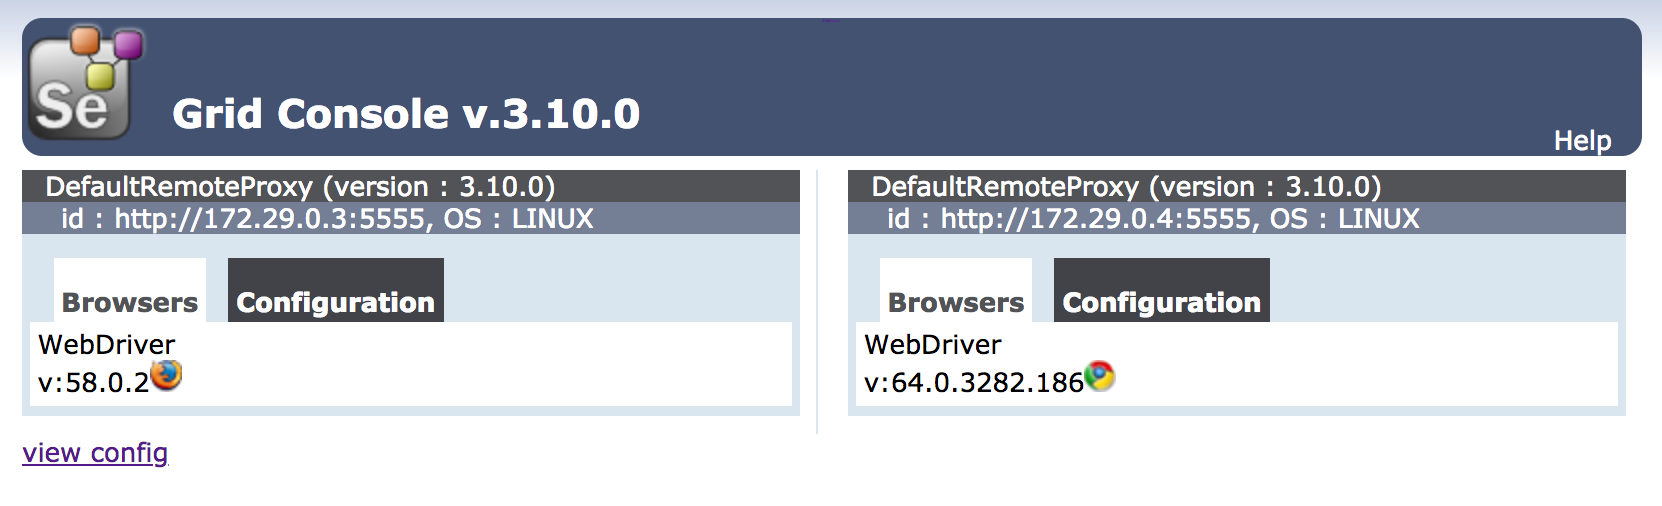 Se
Grid Console v.3.10.0
Help
DefaultRemoteProxy (version : 3.10.0)
id : http://172.29.0.3:5555, OS : LINUX
Browsers Configuration
WebDriver
v:58.0.2
DefaultRemoteProxy (version : 3.10.0)
id : http://172.29.0.4:5555, OS : LINUX
Browsers Configuration
WebDriver
v:64.0.3282.186
view config